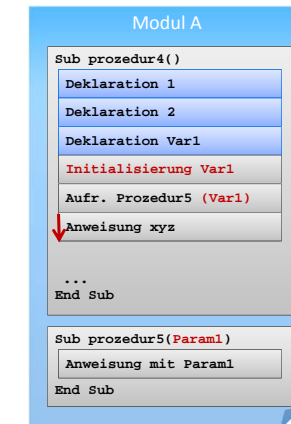 Modul A
Sub prozedur4()
Deklaration 1
Deklaration 2
Deklaration Var1
Initialisierung Var1
Aufr. Prozedur5 (Var1)
Anweisung xyz
...
End Sub
Sub prozedur5(Param1)
Anweisung mit Param1
End Sub